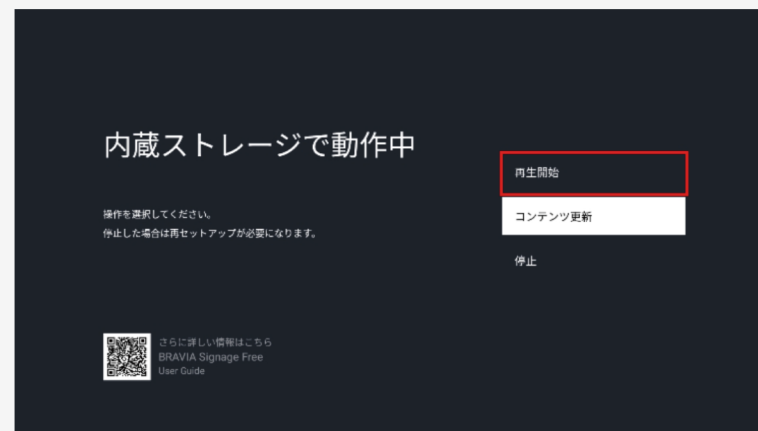 内蔵ストレージで動作中
操作を選択してください。
停止した場合は再セットアップが必要になります。
再生開始
コンテンツ更新
停止
さらに詳しい情報はこちら
BRAVIA Signage Free
User Guide